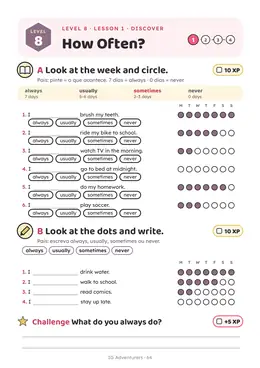 LEVEL 8 · LESSON 1 · DISCOVER
LEVEL
8
How Often?
1 2 3 4
A Look at the week and circle.
10 XP
Pais: pinte = o que acontece. 7 dias = always · 0 dias = never
always usually sometimes never
7 days 5–6 days 2–3 days 0 days
M T W T F S S
1. I brush my teeth.
always usually sometimes never
2. I ride my bike to school.
always usually sometimes never
3. I watch TV in the morning.
always usually sometimes never
4. I go to bed at midnight.
always usually sometimes never
5. I do my homework.
always usually sometimes never
6. I play soccer.
always usually sometimes never
B Look at the dots and write.
10 XP
Pais: escreva always, usually, sometimes ou never.
always usually sometimes never
M T W T F S S
1. I drink water.
2. I walk to school.
3. I read comics.
4. I stay up late.
Challenge What do you always do?
+5 XP